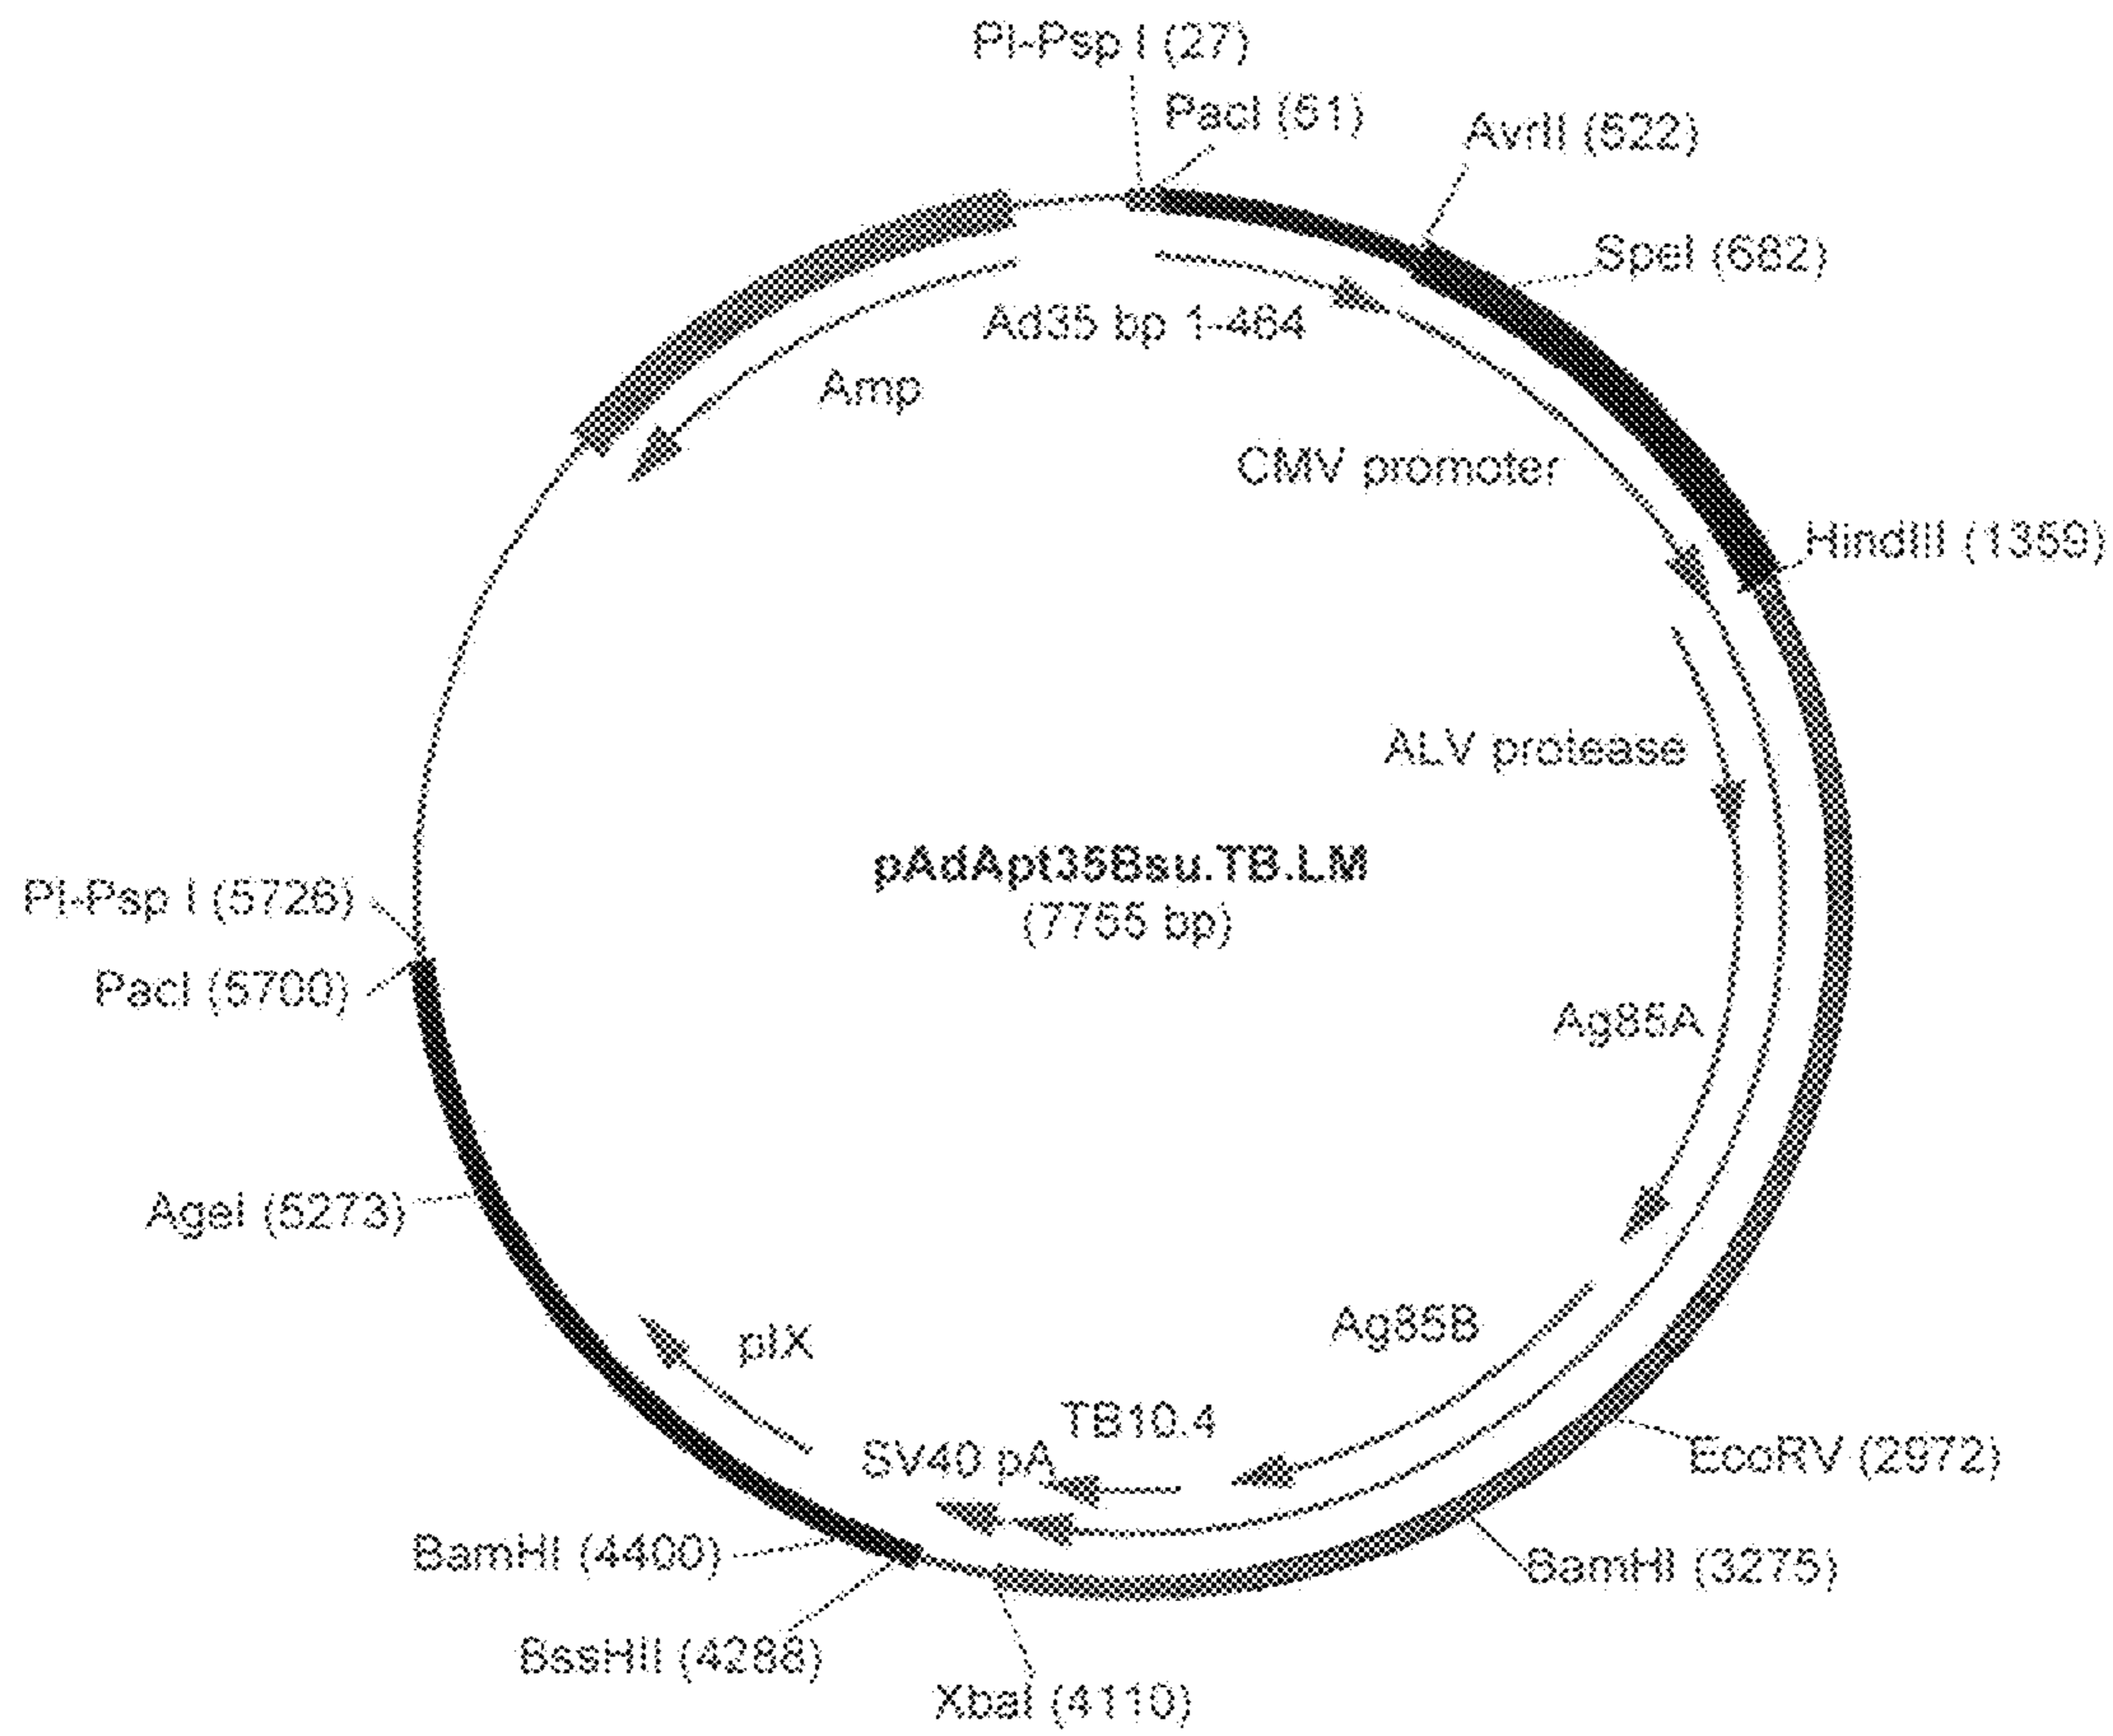 PI-Psp I (27)
PacI (51)
AvrII (522)
SpeI (682)
Ad35 bp 1-464
Amp
CMV promoter
HindIII (1359)
ALV protease
pAdApt35Bsu.TB.LM
(7755 bp)
PI-Psp I (5726)
PacI (5700)
Ag85A
AgeI (5273)
Ag85B
pIX
TB10.4
SV40 pA
EcoRV (2972)
BamHI (4400)
BamHI (3275)
BssHII (4288)
XbaI (4110)